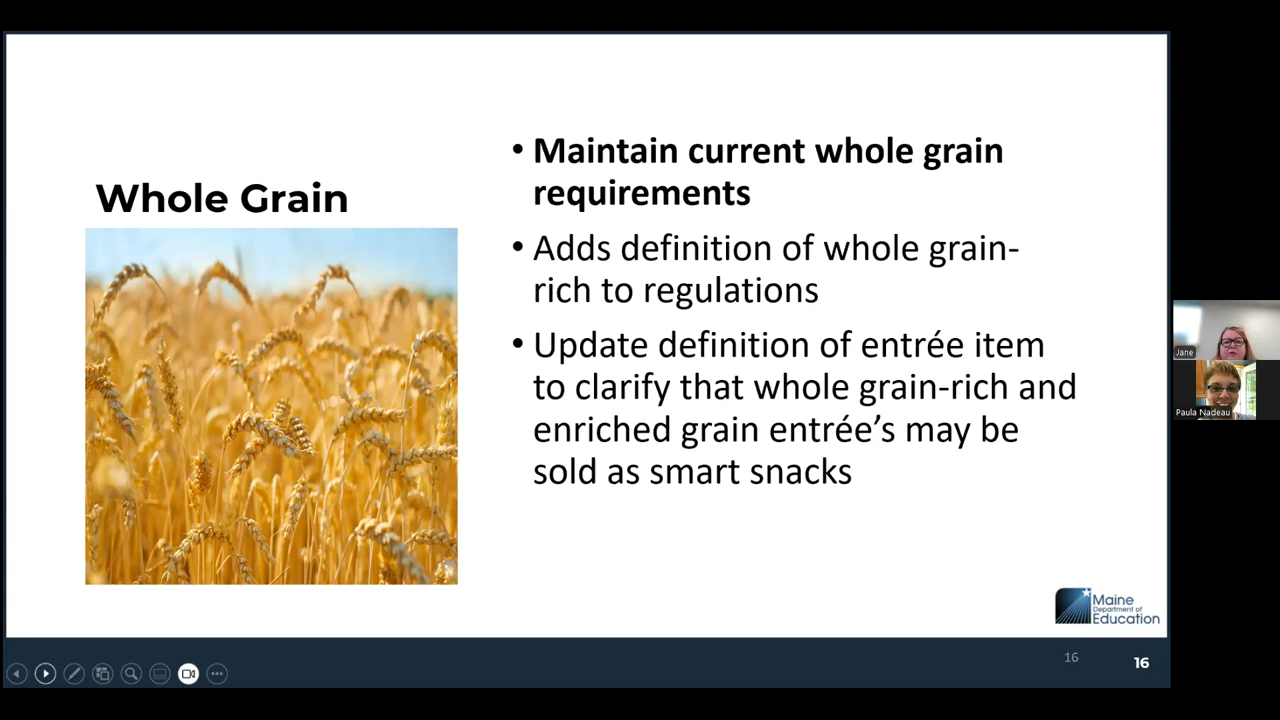 Whole Grain
• Maintain current whole grain
requirements
• Adds definition of whole grain-
rich to regulations
• Update definition of entrée item
to clarify that whole grain-rich and
enriched grain entrée’s may be
sold as smart snacks
Maine
Department of
Education
16
16
Jane
Paula Nadeau